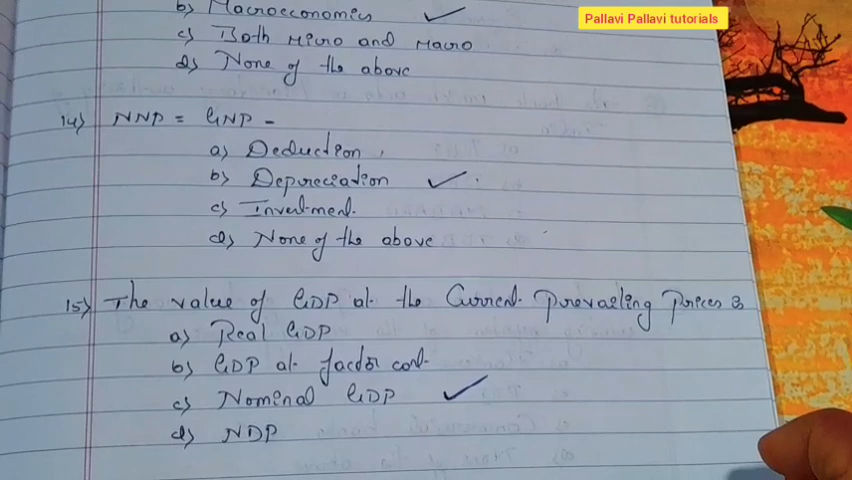 Pallavi Pallavi tutorials
b) Macroeconomics ✓
c) Both Micro and Macro
d) None of the above
14) NNP = GNP -
a) Deduction
b) Depreciation ✓
c) Investment
d) None of the above
15) The value of GDP at the Current Prevailing Prices is
a) Real GDP
b) GDP at factor cost
c) Nominal GDP ✓
d) NDP